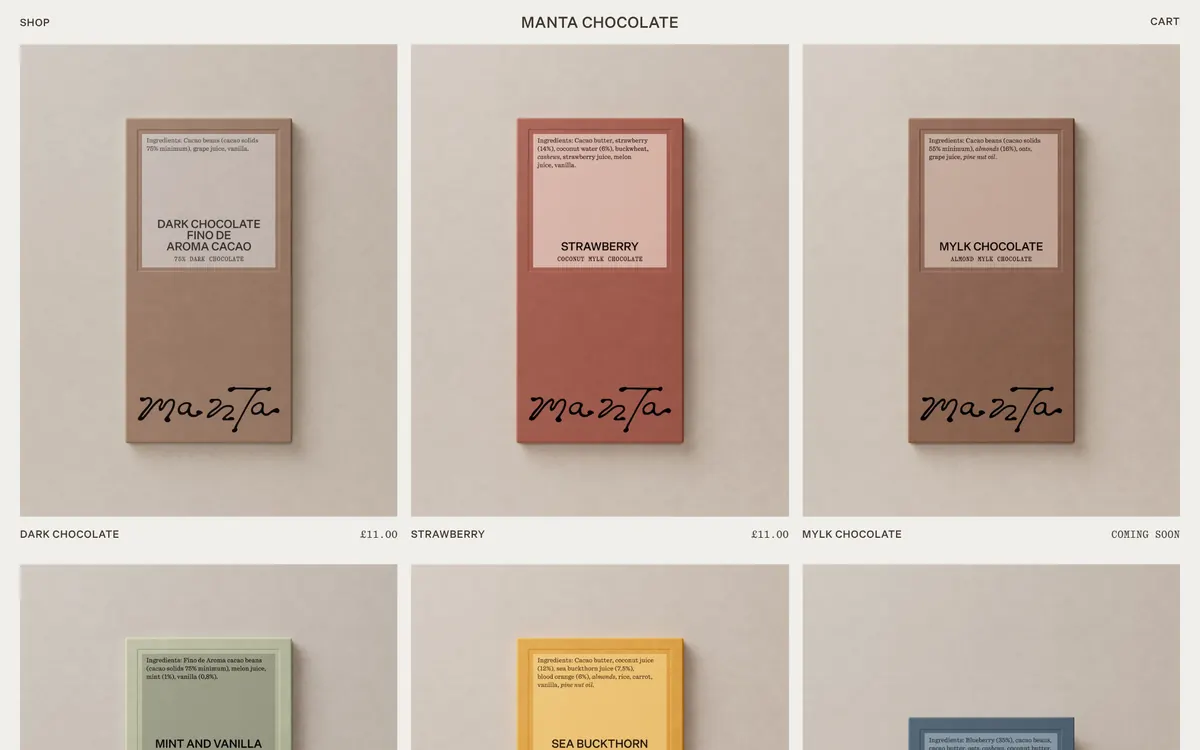 SHOP
MANTA CHOCOLATE
CART
Ingredients: Cacao beans (cacao solids
75% minimum), grape juice, vanilla.
DARK CHOCOLATE
FINO DE
AROMA CACAO
75% DARK CHOCOLATE
manta
Ingredients: Cacao butter, strawberry
(14%), coconut water (6%), buckwheat,
cashews, strawberry juice, melon
juice, vanilla.
STRAWBERRY
COCONUT MYLK CHOCOLATE
manta
Ingredients: Cacao beans (cacao solids
55% minimum), almonds (16%), oats,
grape juice, pine nut oil.
MYLK CHOCOLATE
ALMOND MYLK CHOCOLATE
manta
DARK CHOCOLATE
£11.00
STRAWBERRY
£11.00
MYLK CHOCOLATE
COMING SOON
Ingredients: Fino de Aroma cacao beans
(cacao solids 75% minimum), melon juice,
mint (1%), vanilla (0,8%).
MINT AND VANILLA
Ingredients: Cacao butter, coconut juice
(12%), sea buckthorn juice (7,5%),
blood orange (6%), almonds, rice, carrot,
vanilla, pine nut oil.
SEA BUCKTHORN
Ingredients: Blueberry (35%), cacao beans,
cacao butter, oats, cashews, coconut butter